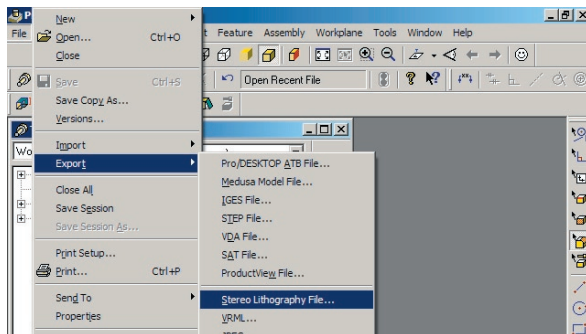 P
File
t Feature Assembly Workplane Tools Window Help
New
Open... Ctrl+O
Close
Save Ctrl+S
Open Recent File
Save Copy As...
Versions...
Import
Wo
Export
Pro/DESKTOP ATB File...
Medusa Model File...
Close All
IGES File...
Save Session
STEP File...
Save Session As...
VDA File...
SAT File...
Print Setup...
ProductView File...
Print... Ctrl+P
Send To
Stereo Lithography File...
Properties
VRML...